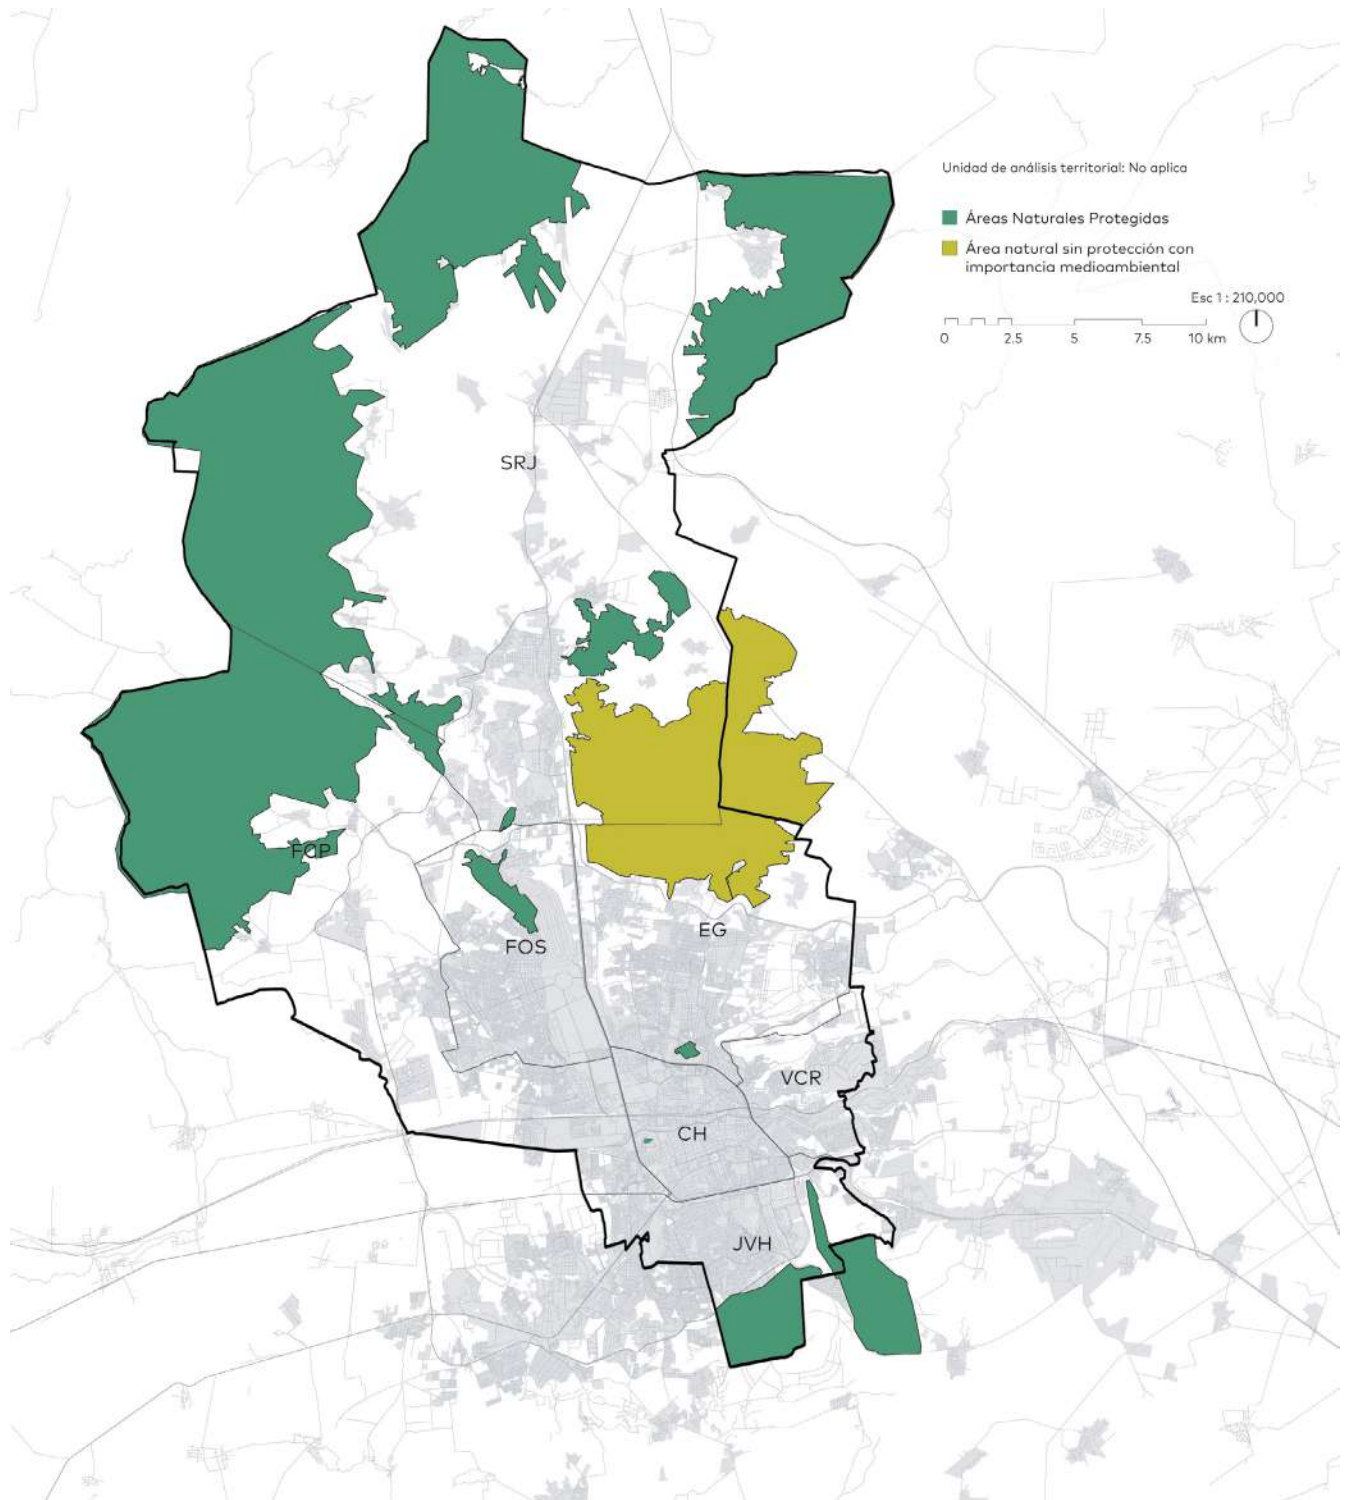 Unidad de análisis territorial: No aplica
Áreas Naturales Protegidas
Área natural sin protección con
importancia medioambiental
Esc 1 : 210,000
0 2.5 5 7.5 10 km
SRJ
FCP
FOS
EG
VCR
CH
JVH